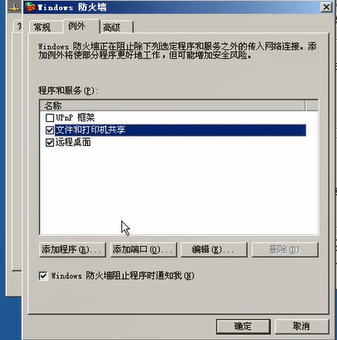 Windows 防火墙
常规 例外 高级
Windows 防火墙正在阻止除下列选定程序和服务之外的传入网络连接。添
加例外将使部分程序更好地工作，但可能增加安全风险。
程序和服务(P):
名称
UPnP 框架
文件和打印机共享
远程桌面
添加程序(R)... 添加端口(O)... 编辑(E)... 删除(D)
Windows 防火墙阻止程序时通知我(N)
确定 取消